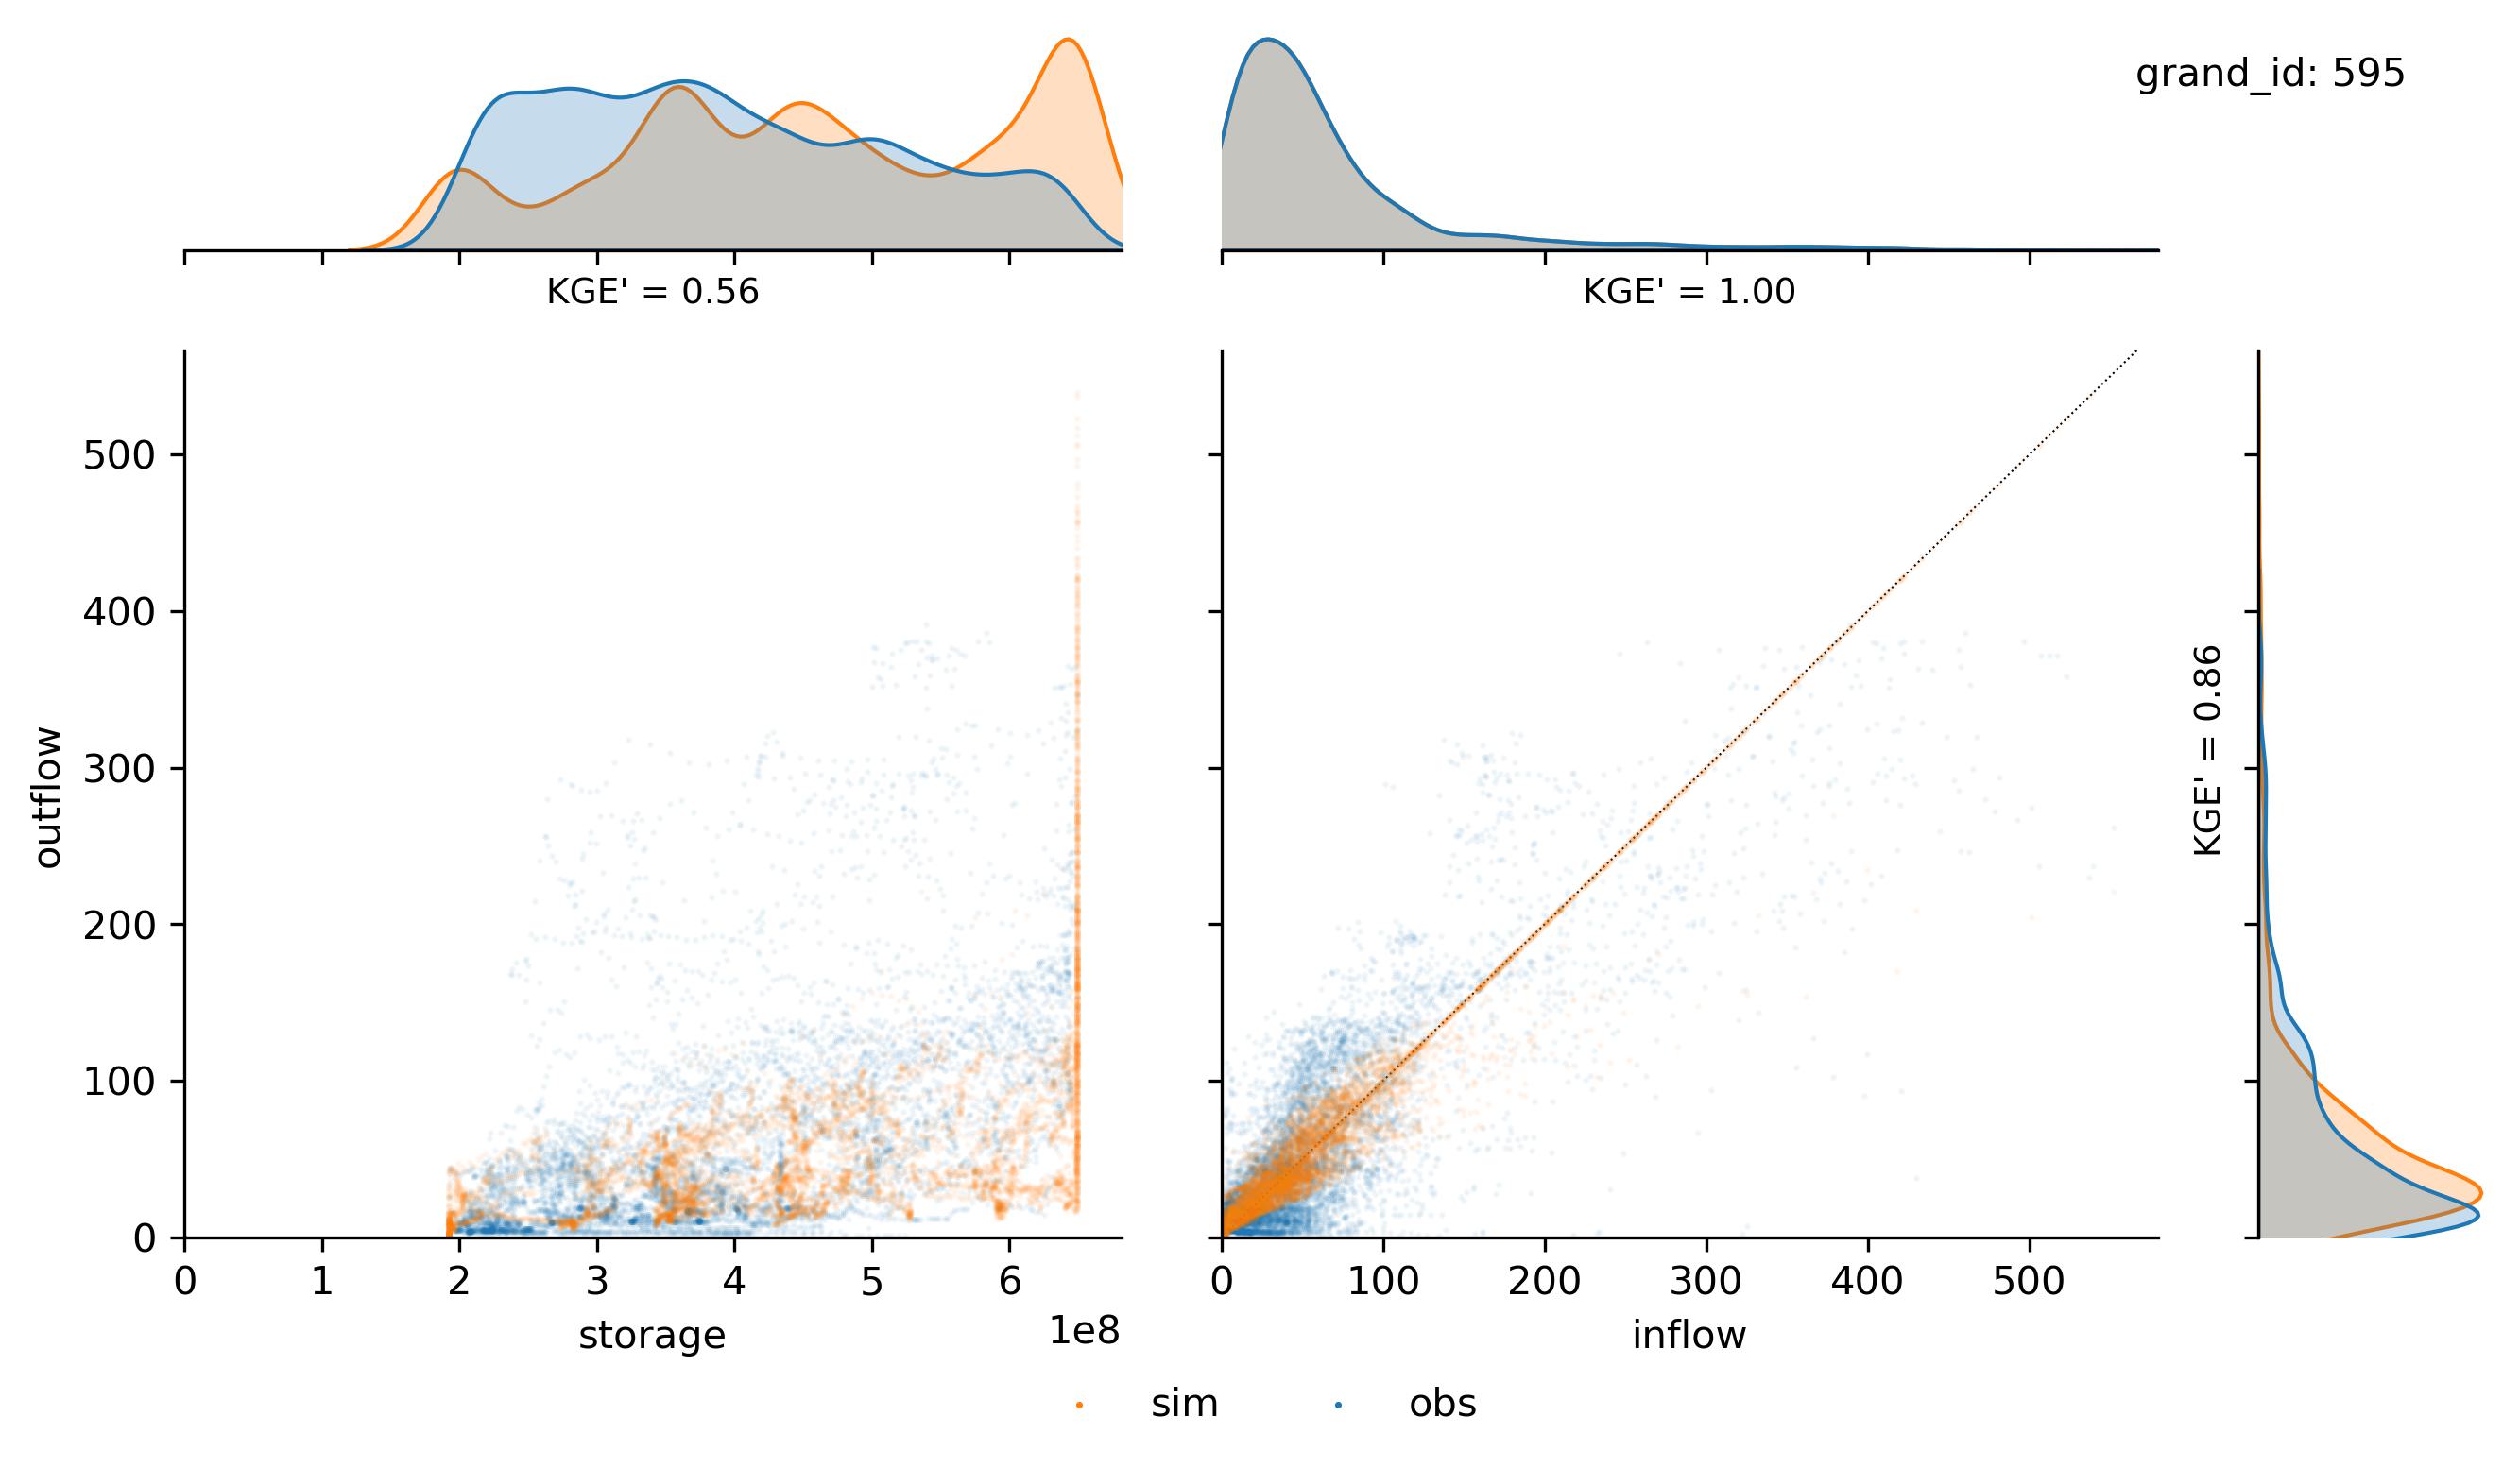 grand_id: 595
KGE' = 0.56
KGE' = 1.00
outflow
500
400
300
200
100
0
KGE' = 0.86
0 1 2 3 4 5 6
0 100 200 300 400 500
1e8
storage
inflow
sim obs